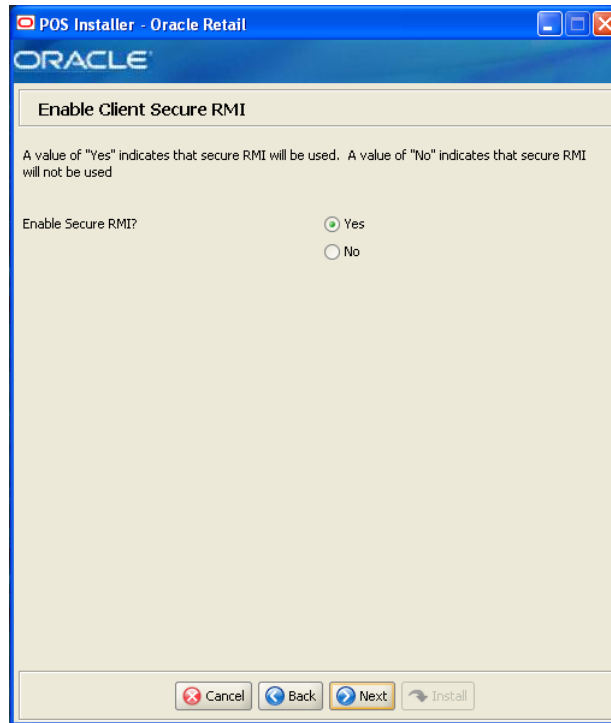 POS Installer - Oracle Retail
ORACLE
Enable Client Secure RMI
A value of "Yes" indicates that secure RMI will be used.  A value of "No" indicates that secure RMI
will not be used
Enable Secure RMI?
Yes
No
Cancel
Back
Next
Install